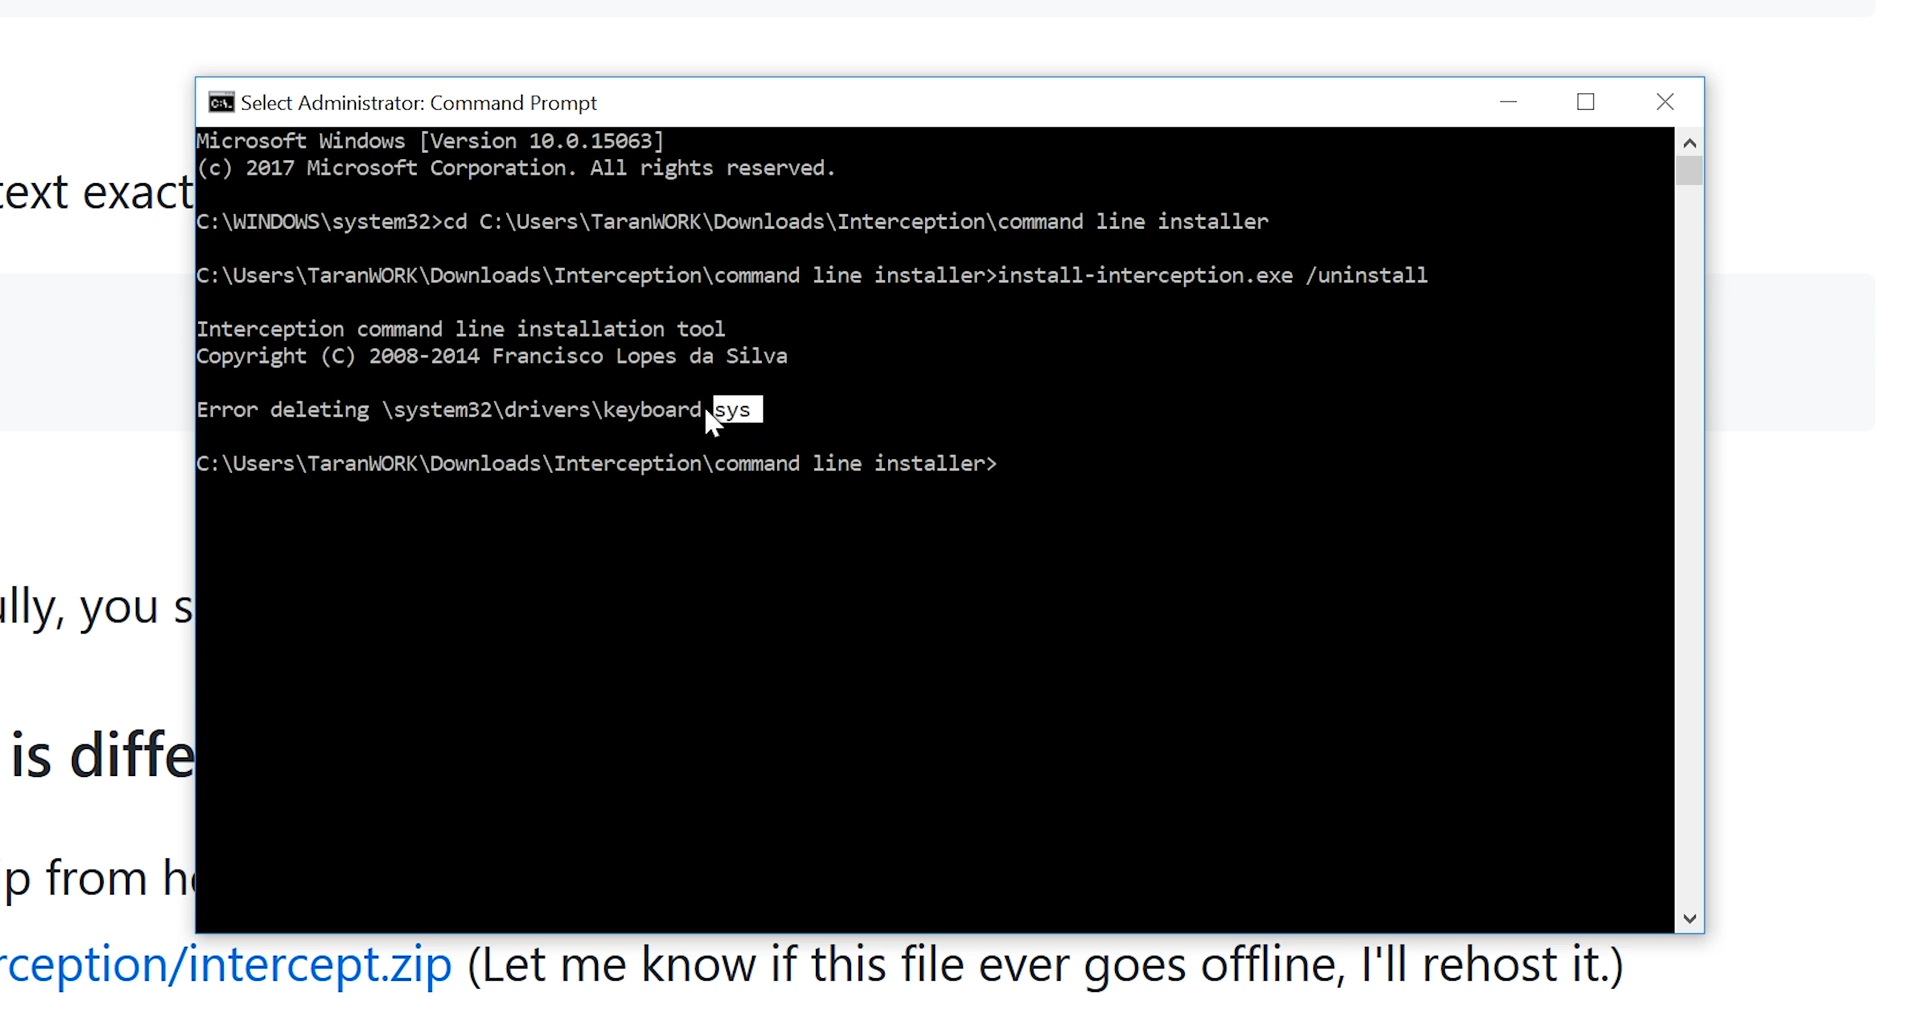 Select Administrator: Command Prompt
Microsoft Windows [Version 10.0.15063]
(c) 2017 Microsoft Corporation. All rights reserved.
text exact
C:\WINDOWS\system32>cd C:\Users\TaranWORK\Downloads\Interception\command line installer
C:\Users\TaranWORK\Downloads\Interception\command line installer>install-interception.exe /uninstall
Interception command line installation tool
Copyright (C) 2008-2014 Francisco Lopes da Silva
Error deleting \system32\drivers\keyboard sys
C:\Users\TaranWORK\Downloads\Interception\command line installer>
lly, you s
is diffe
p from h
rception/intercept.zip (Let me know if this file ever goes offline, I'll rehost it.)